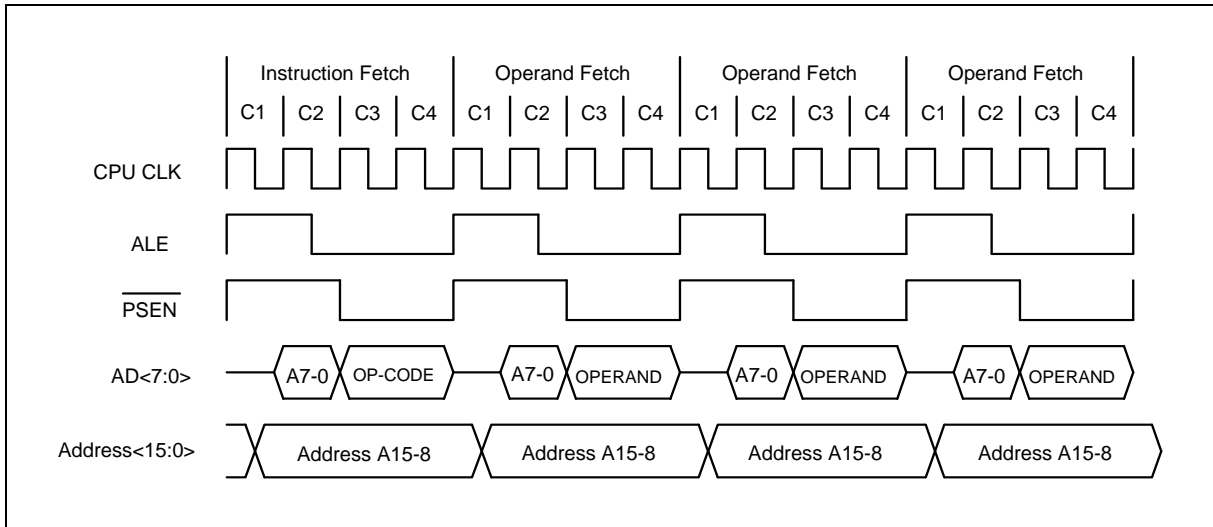 Instruction Fetch Operand Fetch Operand Fetch Operand Fetch
C1 C2 C3 C4 C1 C2 C3 C4 C1 C2 C3 C4 C1 C2 C3 C4
CPU CLK
ALE
PSEN
AD<7:0> A7-0 OP-CODE A7-0 OPERAND A7-0 OPERAND A7-0 OPERAND
Address<15:0> Address A15-8 Address A15-8 Address A15-8 Address A15-8